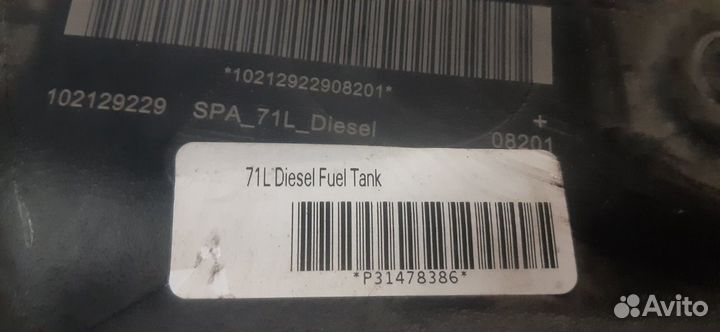 *10212922908201*
102129229 SPA_71L_Diesel +
08201
71L Diesel Fuel Tank
*P31478386*
Avito